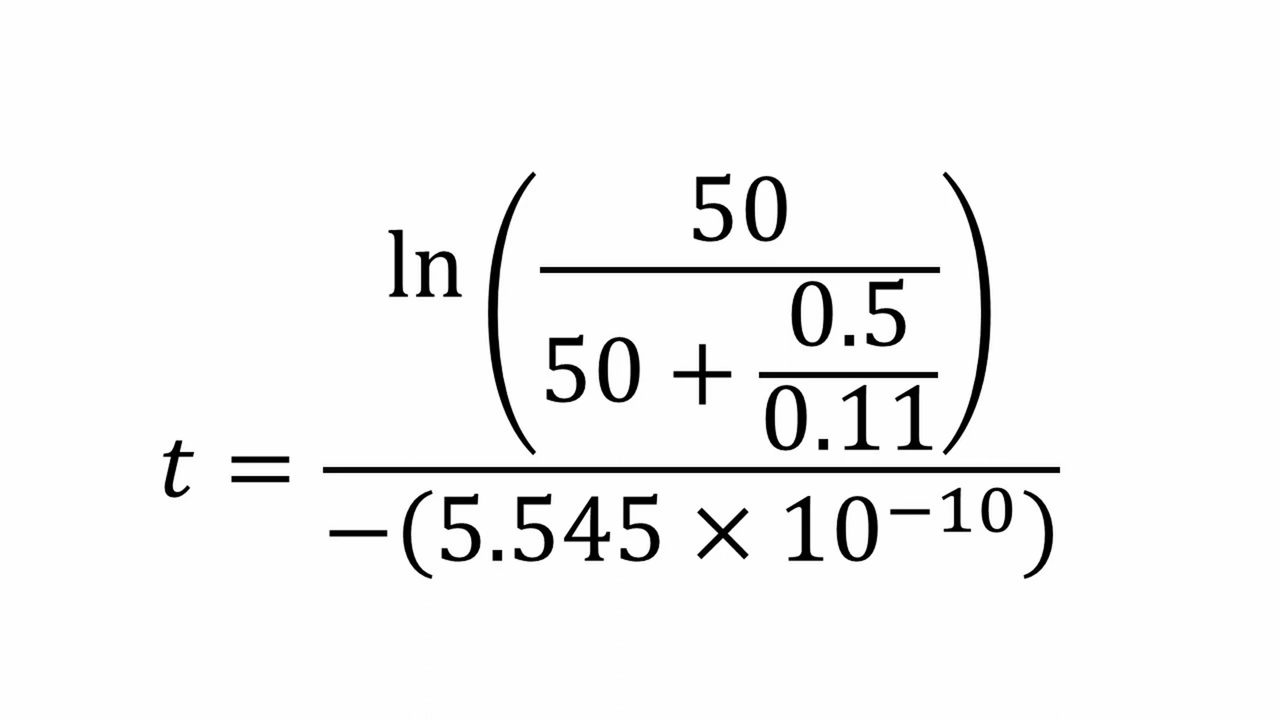 t = ln(50 / (50 + 0.5/0.11)) / −(5.545 × 10⁻¹⁰)